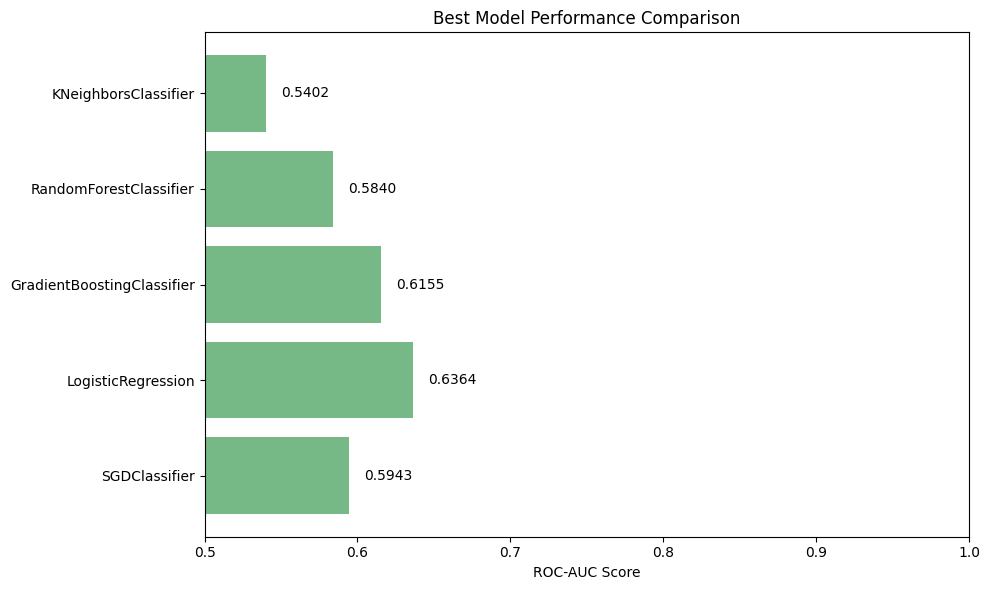 Best Model Performance Comparison
KNeighborsClassifier
0.5402
RandomForestClassifier
0.5840
GradientBoostingClassifier
0.6155
LogisticRegression
0.6364
SGDClassifier
0.5943
0.5 0.6 0.7 0.8 0.9 1.0
ROC-AUC Score